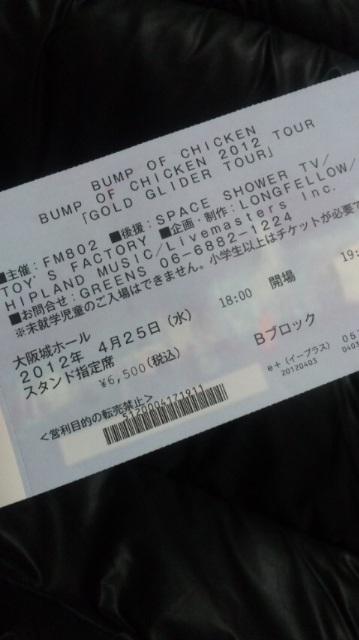 BUMP OF CHICKEN
BUMP OF CHICKEN 2012 TOUR
「GOLD GLIDER TOUR」
■主催：FM802 ■後援：SPACE SHOWER TV/
TOY'S FACTORY ■企画・制作：LONGFELLOW/
HIPLAND MUSIC/Livemasters Inc.
■お問合せ：GREENS 06-6882-1224
※未就学児童のご入場はできません。小学生以上はチケットが必要で
大阪城ホール
2012年 4月25日（水） 18:00 開場 19:
スタンド指定席 Bブロック
¥6,500(税込)
<営利目的の転売禁止>
5120004171911
e+（イープラス）
20120403